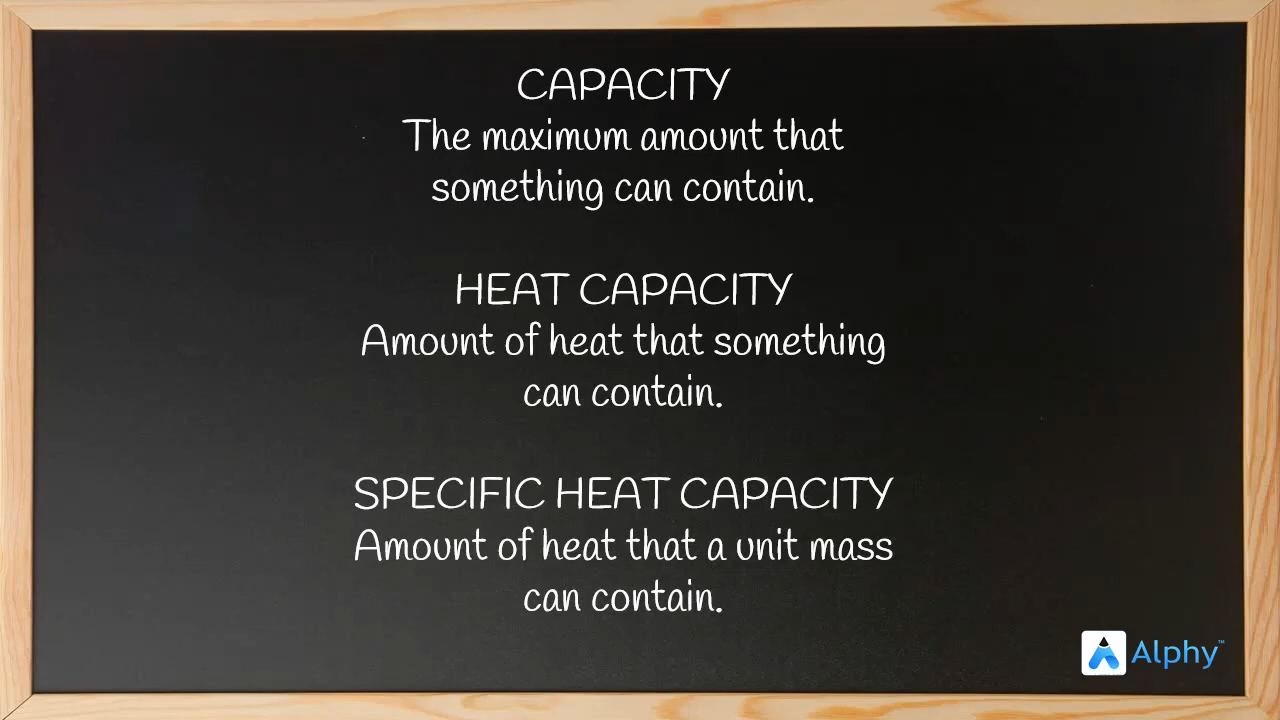 CAPACITY
The maximum amount that
something can contain.
HEAT CAPACITY
Amount of heat that something
can contain.
SPECIFIC HEAT CAPACITY
Amount of heat that a unit mass
can contain.
Alphy™